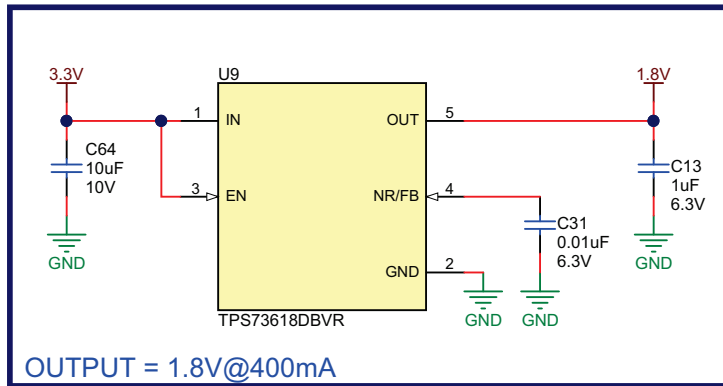 3.3V
U9
1.8V
1
IN
OUT
5
C64
10uF
10V
C13
1uF
6.3V
3
EN
NR/FB
4
C31
0.01uF
6.3V
GND
GND
GND
2
GND
GND
TPS73618DBVR
OUTPUT = 1.8V@400mA